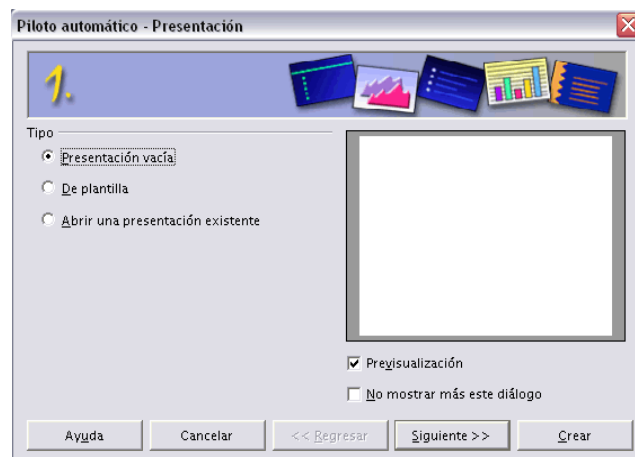 Piloto automático - Presentación
1.
Tipo
Presentación vacía
De plantilla
Abrir una presentación existente
Previsualización
No mostrar más este diálogo
Ayuda
Cancelar
<< Regresar
Siguiente >>
Crear